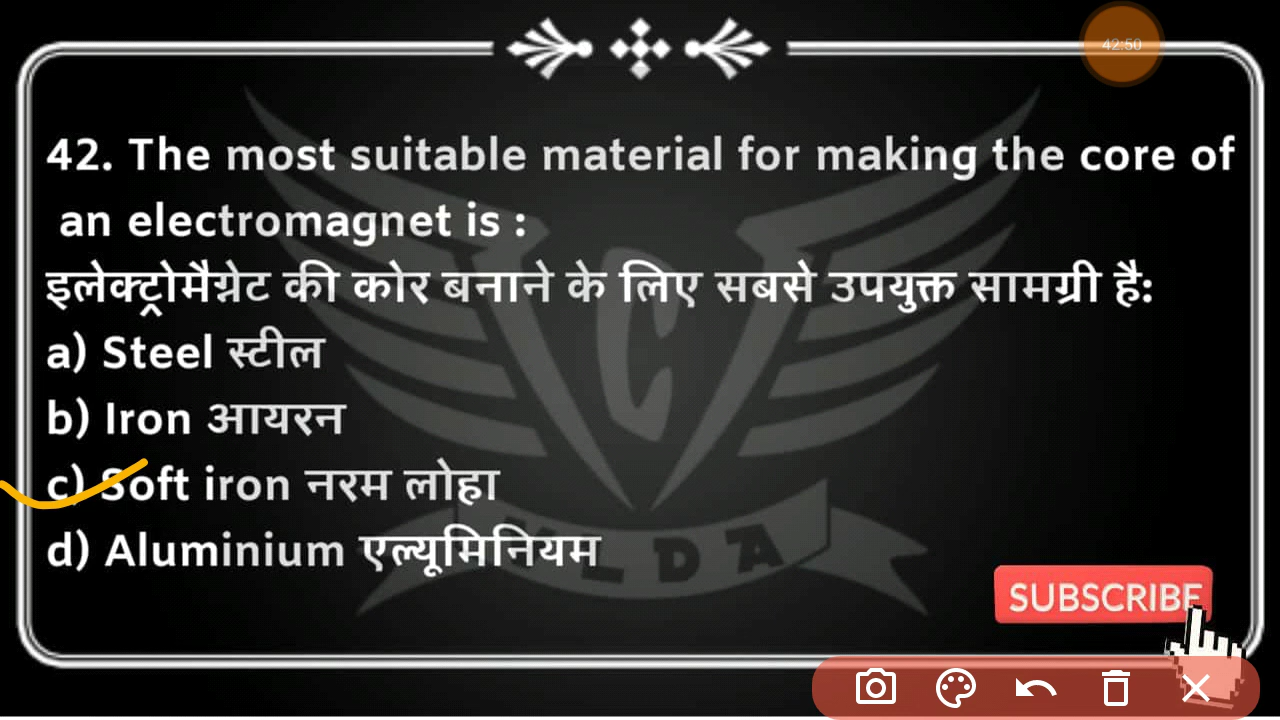 42:50
42. The most suitable material for making the core of
an electromagnet is :
इलेक्ट्रोमैग्नेट की कोर बनाने के लिए सबसे उपयुक्त सामग्री है:
a) Steel स्टील
b) Iron आयरन
c) Soft iron नरम लोहा
d) Aluminium एल्यूमिनियम
SUBSCRIBE